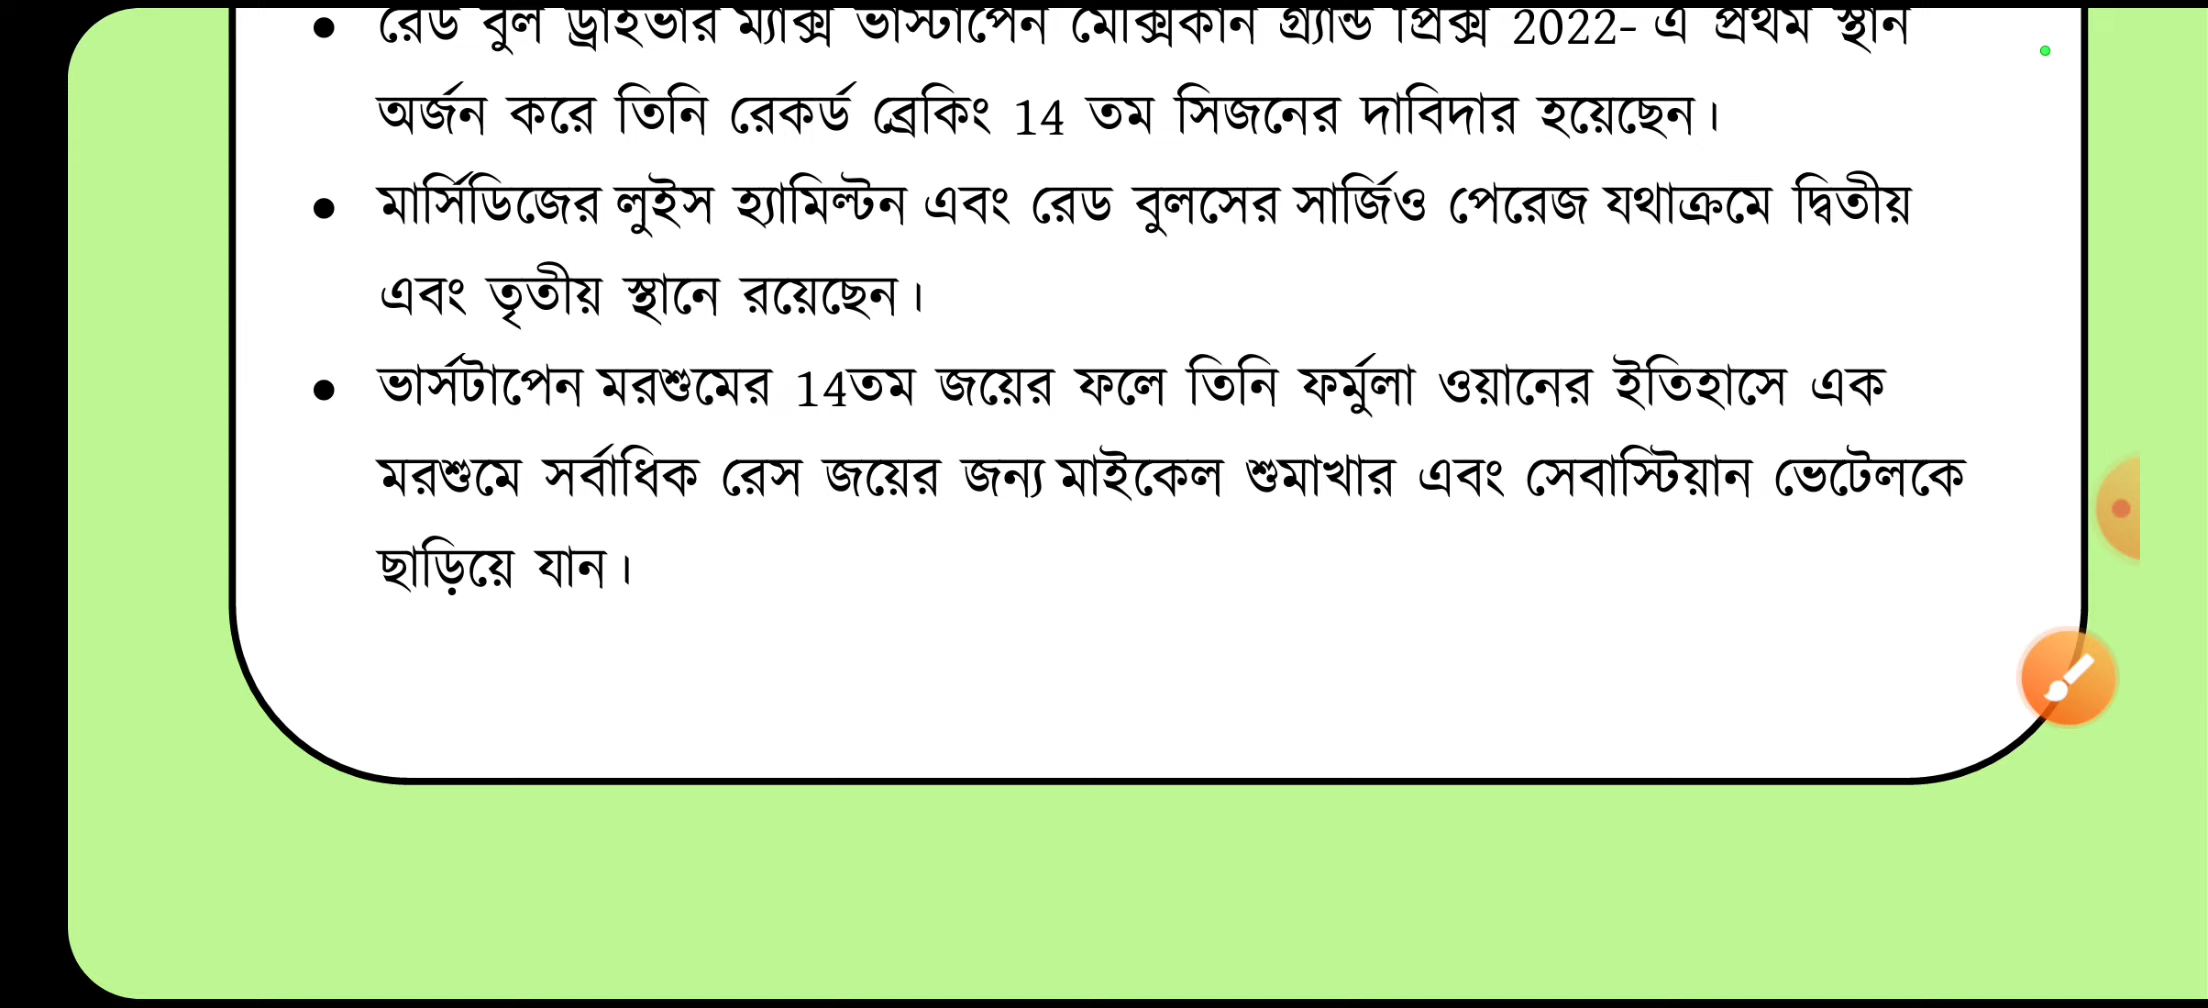 • রেড বুল ড্রাইভার ম্যাক্স ভার্স্টাপেন মেক্সিকান গ্র্যান্ড প্রিক্স 2022- এ প্রথম স্থান
অর্জন করে তিনি রেকর্ড ব্রেকিং 14 তম সিজনের দাবিদার হয়েছেন।
• মার্সিডিজের লুইস হ্যামিল্টন এবং রেড বুলসের সার্জিও পেরেজ যথাক্রমে দ্বিতীয়
এবং তৃতীয় স্থানে রয়েছেন।
• ভার্সটাপেন মরশুমের 14তম জয়ের ফলে তিনি ফর্মুলা ওয়ানের ইতিহাসে এক
মরশুমে সর্বাধিক রেস জয়ের জন্য মাইকেল শুমাখার এবং সেবাস্টিয়ান ভেটেলকে
ছাড়িয়ে যান।